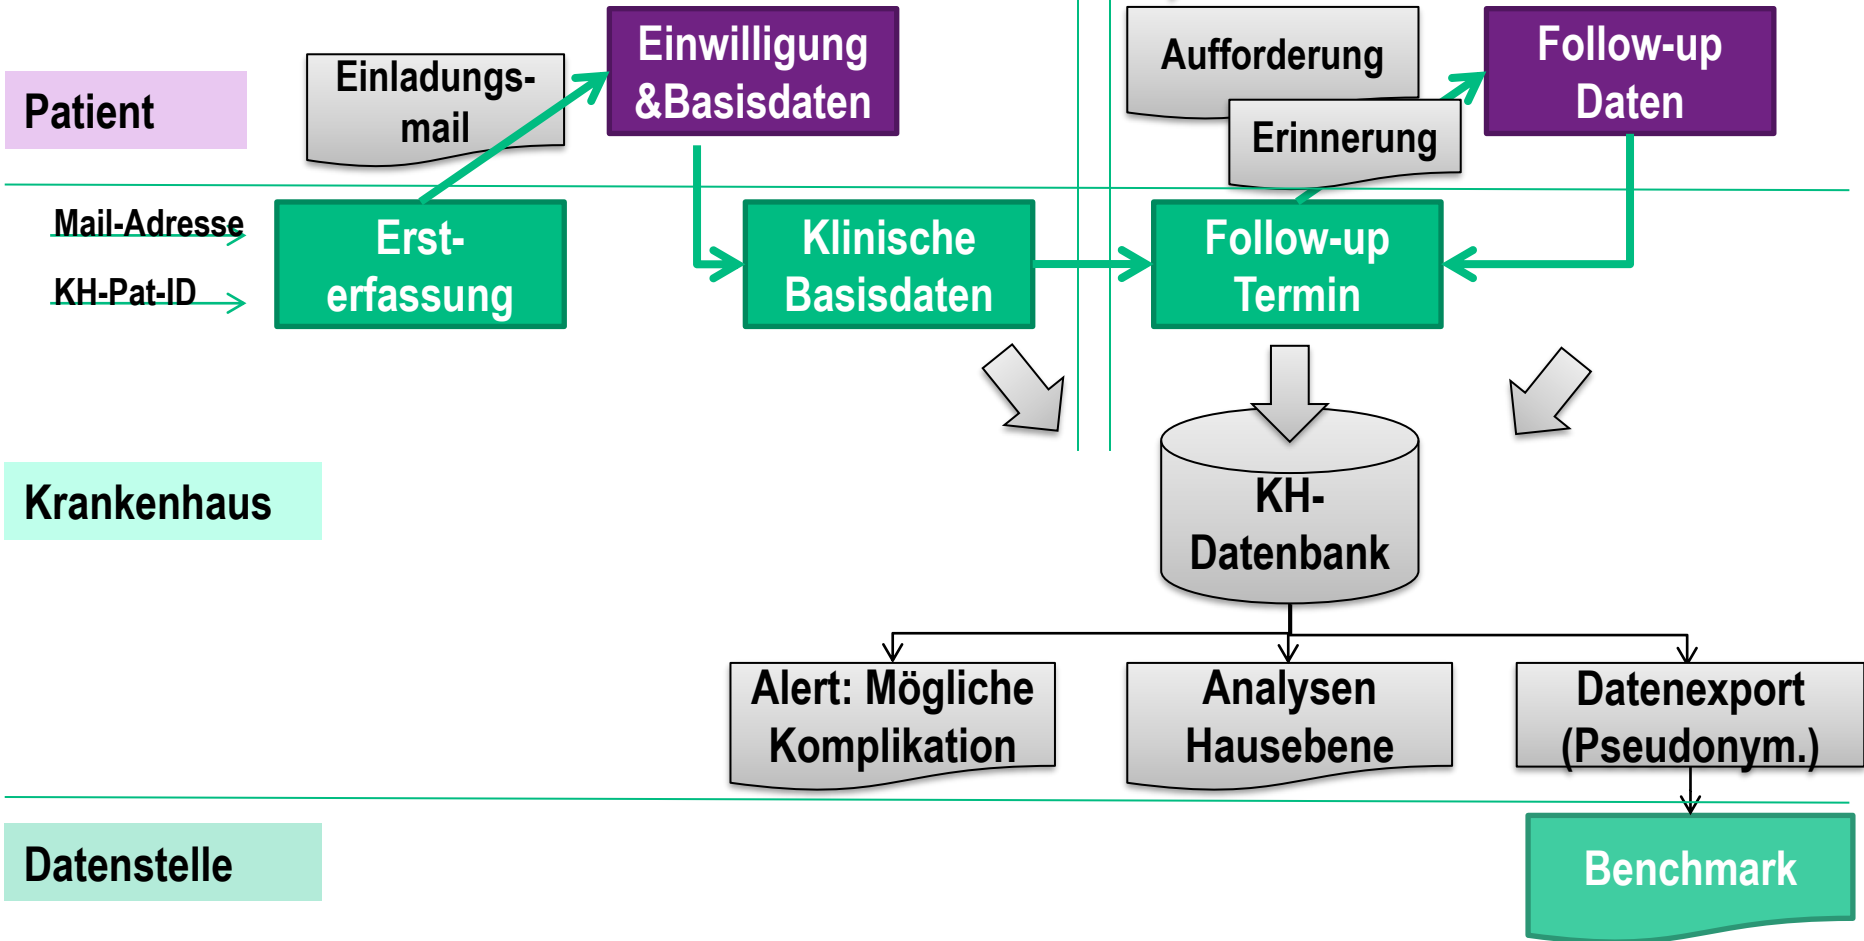 Patient
Einladungs-
mail
Einwilligung
&Basisdaten
Aufforderung
Erinnerung
Follow-up
Daten
Mail-Adresse
KH-Pat-ID
Erst-
erfassung
Klinische
Basisdaten
Follow-up
Termin
Krankenhaus
KH-
Datenbank
Alert: Mögliche
Komplikation
Analysen
Hausebene
Datenexport
(Pseudonym.)
Datenstelle
Benchmark